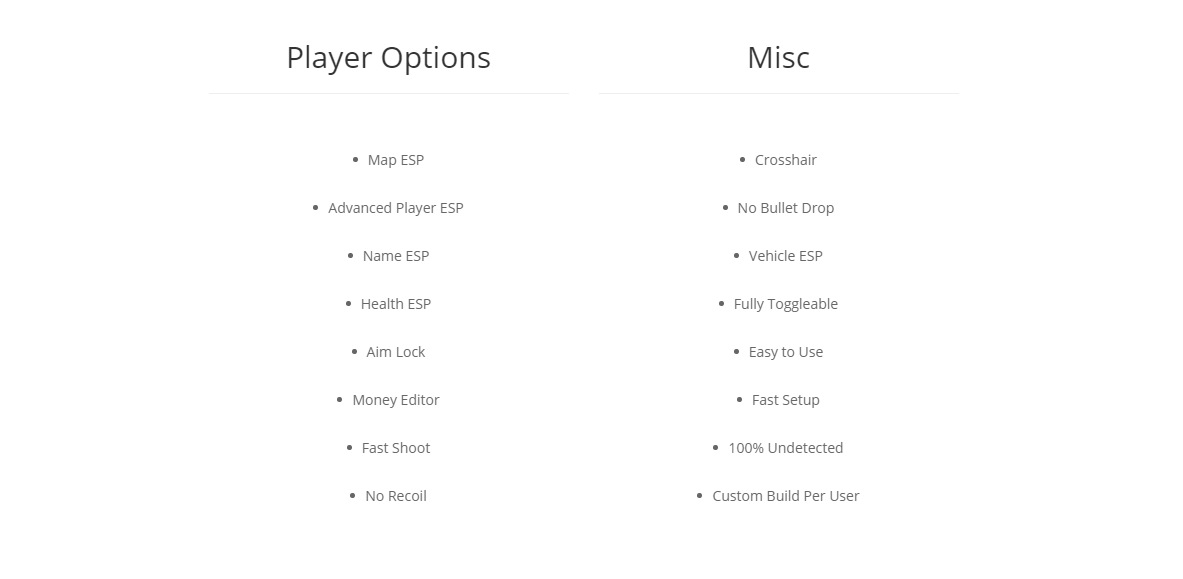 Player Options
• Map ESP
• Advanced Player ESP
• Name ESP
• Health ESP
• Aim Lock
• Money Editor
• Fast Shoot
• No Recoil
Misc
• Crosshair
• No Bullet Drop
• Vehicle ESP
• Fully Toggleable
• Easy to Use
• Fast Setup
• 100% Undetected
• Custom Build Per User